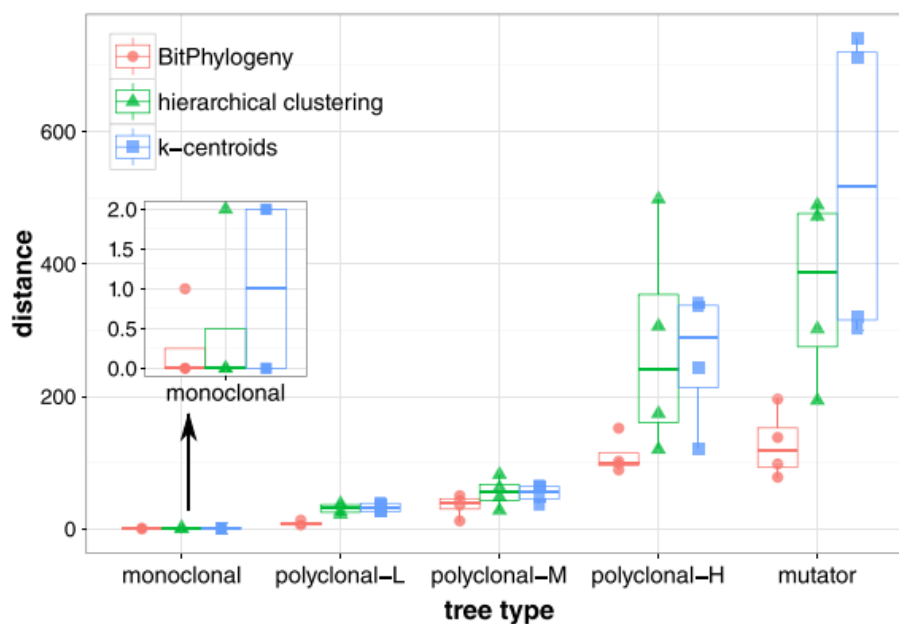 BitPhylogeny
hierarchical clustering
k−centroids
600
400
200
0
distance
2.0
1.5
1.0
0.5
0.0
monoclonal
monoclonal polyclonal−L polyclonal−M polyclonal−H mutator
tree type